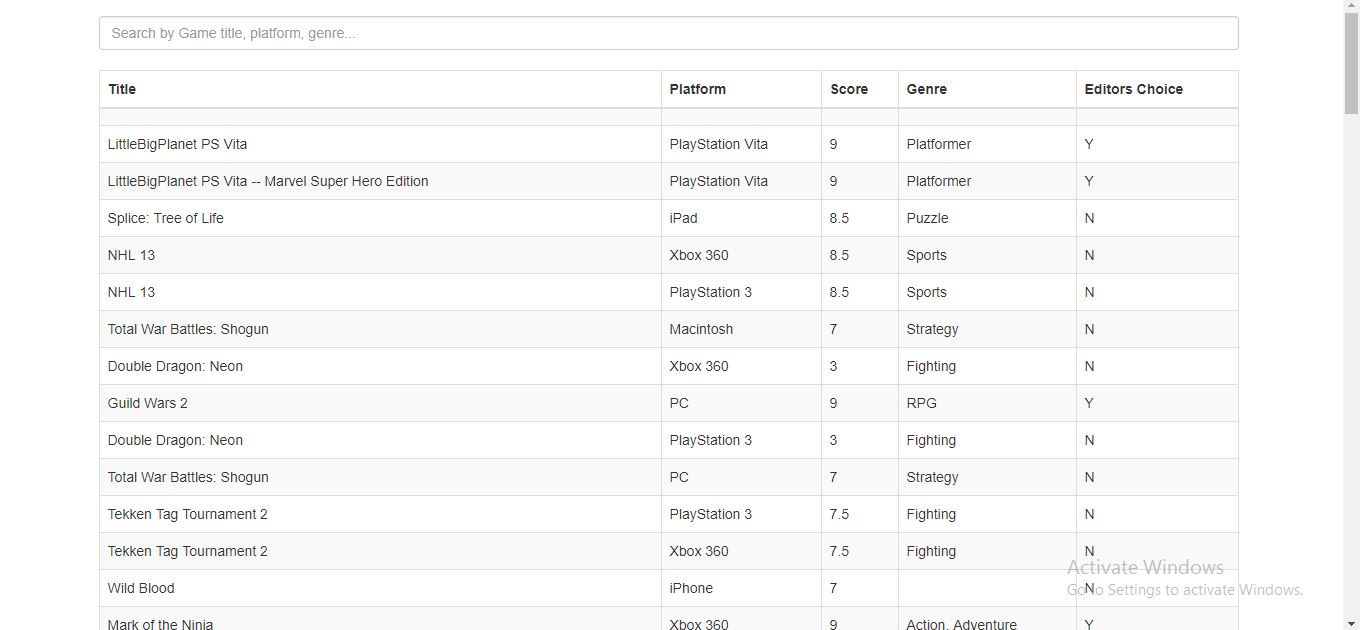 Search by Game title, platform, genre...
Title Platform Score Genre Editors Choice
LittleBigPlanet PS Vita PlayStation Vita 9 Platformer Y
LittleBigPlanet PS Vita -- Marvel Super Hero Edition PlayStation Vita 9 Platformer Y
Splice: Tree of Life iPad 8.5 Puzzle N
NHL 13 Xbox 360 8.5 Sports N
NHL 13 PlayStation 3 8.5 Sports N
Total War Battles: Shogun Macintosh 7 Strategy N
Double Dragon: Neon Xbox 360 3 Fighting N
Guild Wars 2 PC 9 RPG Y
Double Dragon: Neon PlayStation 3 3 Fighting N
Total War Battles: Shogun PC 7 Strategy N
Tekken Tag Tournament 2 PlayStation 3 7.5 Fighting N
Tekken Tag Tournament 2 Xbox 360 7.5 Fighting N
Activate Windows
Wild Blood iPhone 7 N
Go to Settings to activate Windows.
Mark of the Ninja Xbox 360 9 Action, Adventure Y